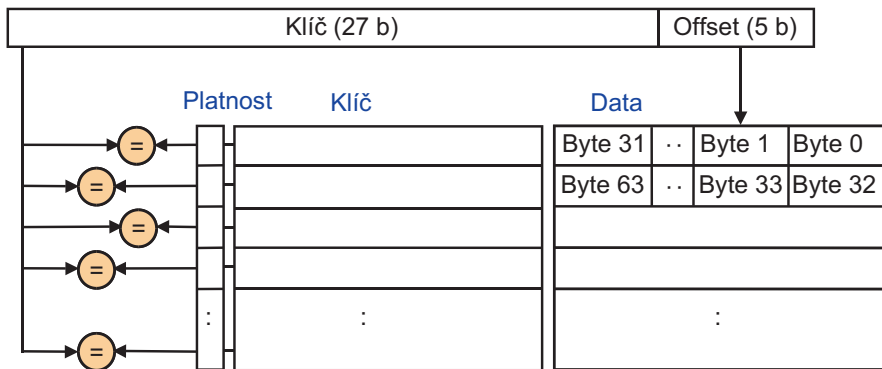 Klíč (27 b) Offset (5 b)
Platnost Klíč Data
= Byte 31 ·· Byte 1 Byte 0
= Byte 63 ·· Byte 33 Byte 32
=
=
: : :
=